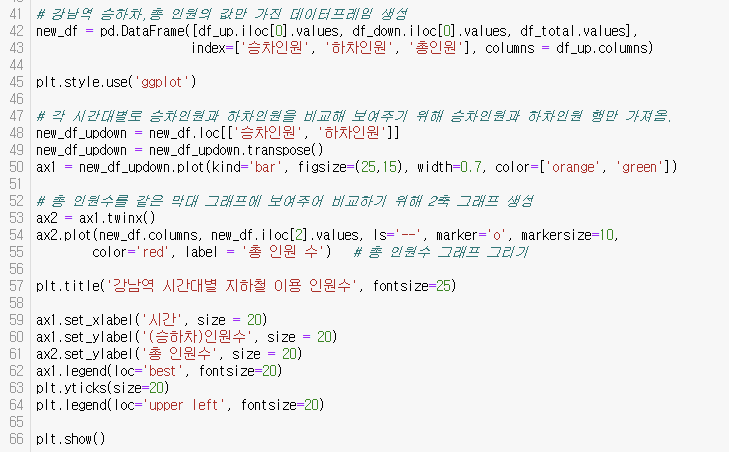 41 # 강남역 승하차,총 인원의 값만 가진 데이터프레임 생성
42 new_df = pd.DataFrame([df_up.iloc[0].values, df_down.iloc[0].values, df_total.values],
43 index=['승차인원', '하차인원', '총인원'], columns = df_up.columns)
44
45 plt.style.use('ggplot')
46
47 # 각 시간대별로 승차인원과 하차인원을 비교해 보여주기 위해 승차인원과 하차인원 행만 가져옴.
48 new_df_updown = new_df.loc[['승차인원', '하차인원']]
49 new_df_updown = new_df_updown.transpose()
50 ax1 = new_df_updown.plot(kind='bar', figsize=(25,15), width=0.7, color=['orange', 'green'])
51
52 # 총 인원수를 같은 막대 그래프에 보여주어 비교하기 위해 2축 그래프 생성
53 ax2 = ax1.twinx()
54 ax2.plot(new_df.columns, new_df.iloc[2].values, ls='--', marker='o', markersize=10,
55 color='red', label = '총 인원 수') # 총 인원수 그래프 그리기
56
57 plt.title('강남역 시간대별 지하철 이용 인원수', fontsize=25)
58
59 ax1.set_xlabel('시간', size = 20)
60 ax1.set_ylabel('(승하차)인원수', size = 20)
61 ax2.set_ylabel('총 인원수', size = 20)
62 ax1.legend(loc='best', fontsize=20)
63 plt.yticks(size=20)
64 plt.legend(loc='upper left', fontsize=20)
65
66 plt.show()